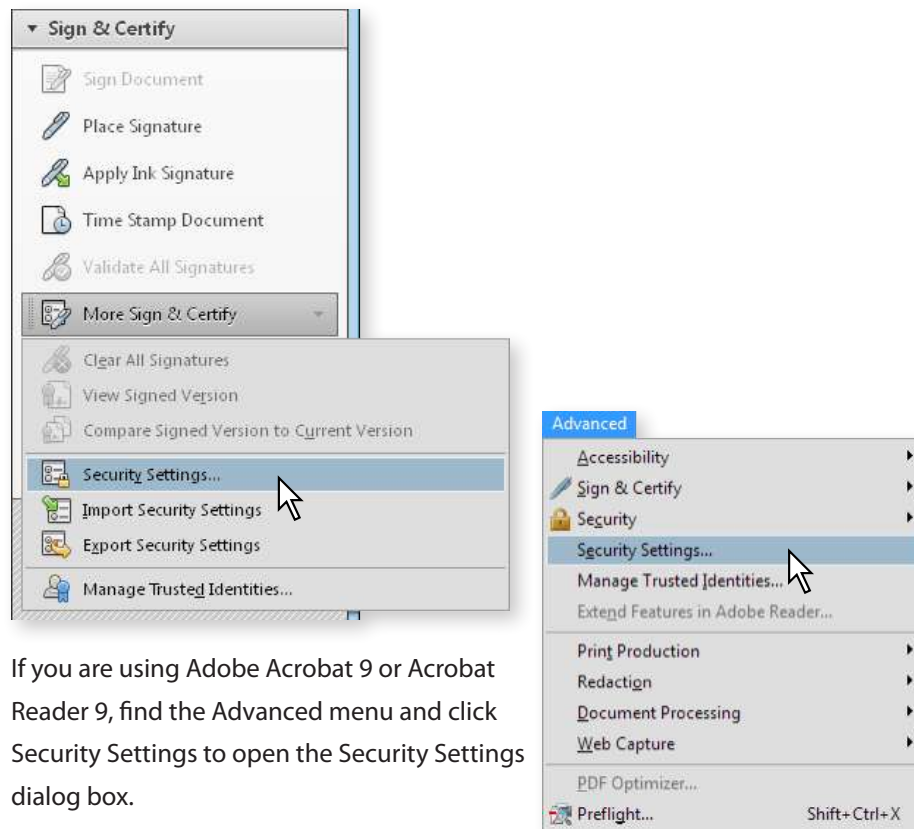 Sign & Certify
Sign Document
Place Signature
Apply Ink Signature
Time Stamp Document
Validate All Signatures
More Sign & Certify
Clear All Signatures
View Signed Version
Compare Signed Version to Current Version
Security Settings...
Import Security Settings
Export Security Settings
Manage Trusted Identities...
If you are using Adobe Acrobat 9 or Acrobat
Reader 9, find the Advanced menu and click
Security Settings to open the Security Settings
dialog box.
Advanced
Accessibility
Sign & Certify
Security
Security Settings...
Manage Trusted Identities...
Extend Features in Adobe Reader...
Print Production
Redaction
Document Processing
Web Capture
PDF Optimizer...
Preflight... Shift+Ctrl+X